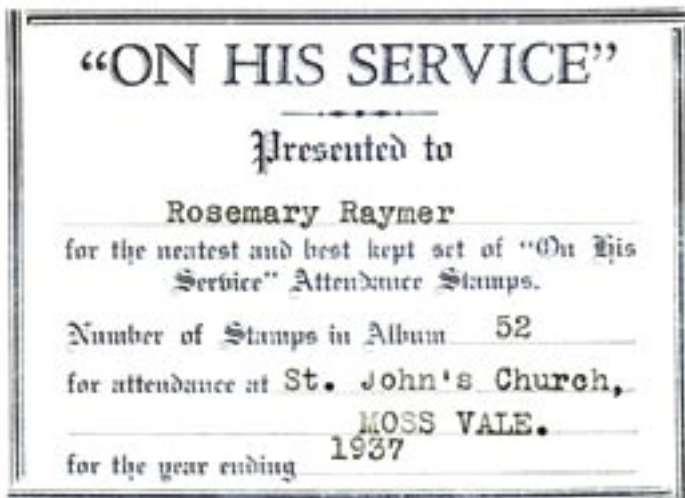 “ON HIS SERVICE”
Presented to
Rosemary Raymer
for the neatest and best kept set of “On His
Service” Attendance Stamps.
Number of Stamps in Album 52
for attendance at St. John's Church,
MOSS VALE.
for the year ending 1937